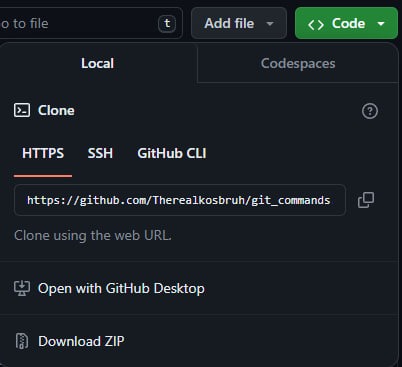 o to file t Add file Code
Local Codespaces
Clone
HTTPS SSH GitHub CLI
https://github.com/Therealkosbruh/git_commands
Clone using the web URL.
Open with GitHub Desktop
Download ZIP